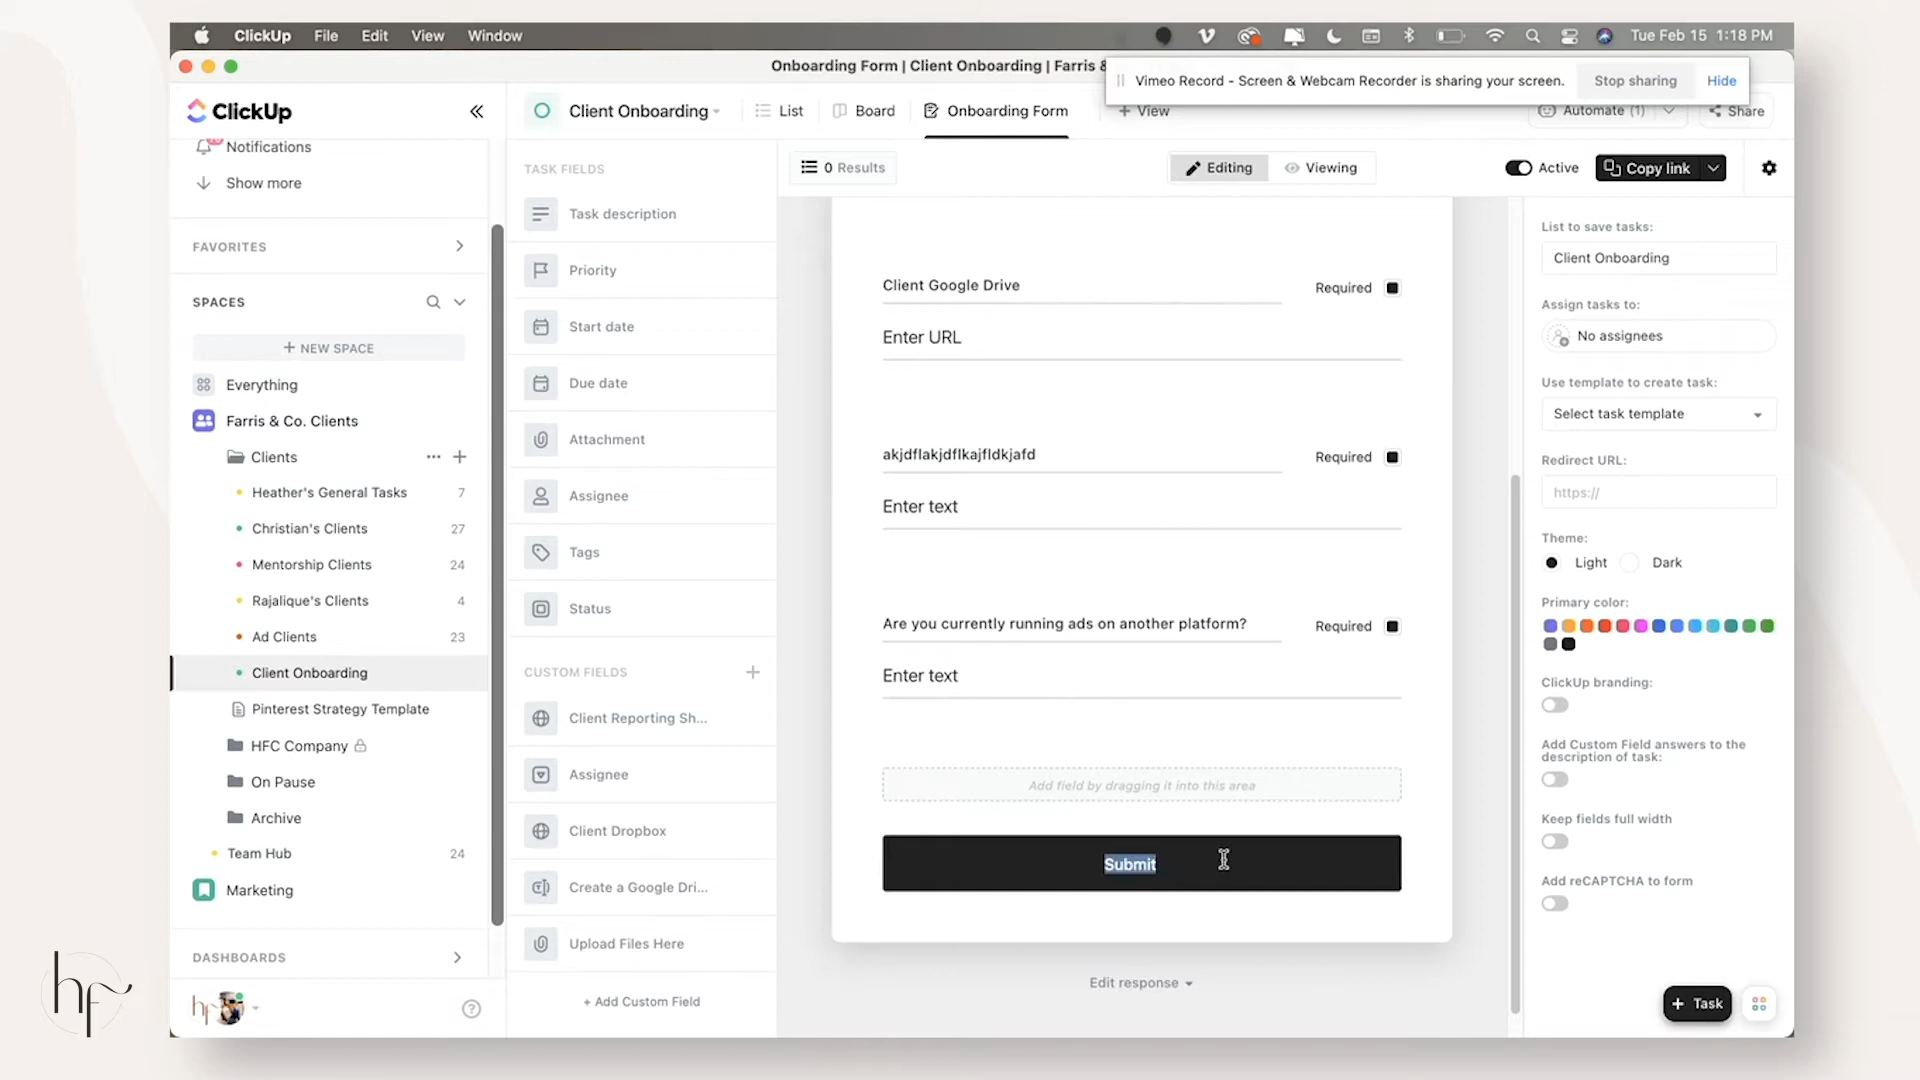 ClickUp File Edit View Window Tue Feb 15 1:18 PM
Onboarding Form | Client Onboarding | Farris &
Vimeo Record - Screen & Webcam Recorder is sharing your screen. Stop sharing Hide
ClickUp
Client Onboarding List Board Onboarding Form + View Automate (1) Share
Notifications
Show more
FAVORITES
SPACES
+ NEW SPACE
Everything
Farris & Co. Clients
Clients
Heather's General Tasks 7
Christian's Clients 27
Mentorship Clients 24
Rajalique's Clients 4
Ad Clients 23
Client Onboarding
Pinterest Strategy Template
HFC Company
On Pause
Archive
Team Hub 24
Marketing
DASHBOARDS
hf
hf
TASK FIELDS
Task description
Priority
Start date
Due date
Attachment
Assignee
Tags
Status
CUSTOM FIELDS
Client Reporting Sh...
Assignee
Client Dropbox
Create a Google Dri...
Upload Files Here
+ Add Custom Field
0 Results Editing Viewing Active Copy link
Client Google Drive Required
Enter URL
akjdflakjdflkajfldkjafd Required
Enter text
Are you currently running ads on another platform? Required
Enter text
Add field by dragging it into this area
Submit
Edit response
List to save tasks:
Client Onboarding
Assign tasks to:
No assignees
Use template to create task:
Select task template
Redirect URL:
https://
Theme:
Light Dark
Primary color:
ClickUp branding:
Add Custom Field answers to the
description of task:
Keep fields full width
Add reCAPTCHA to form
+ Task